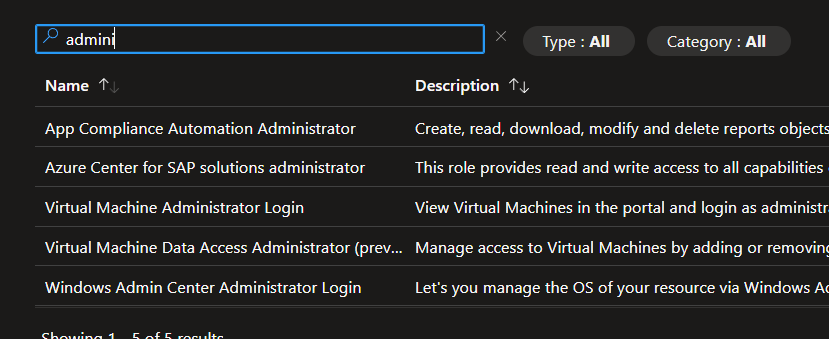 admini
Type : All Category : All
Name Description
App Compliance Automation Administrator Create, read, download, modify and delete reports objects
Azure Center for SAP solutions administrator This role provides read and write access to all capabilities
Virtual Machine Administrator Login View Virtual Machines in the portal and login as administra
Virtual Machine Data Access Administrator (prev... Manage access to Virtual Machines by adding or removing
Windows Admin Center Administrator Login Let's you manage the OS of your resource via Windows Ad
Showing 1 - 5 of 5 results